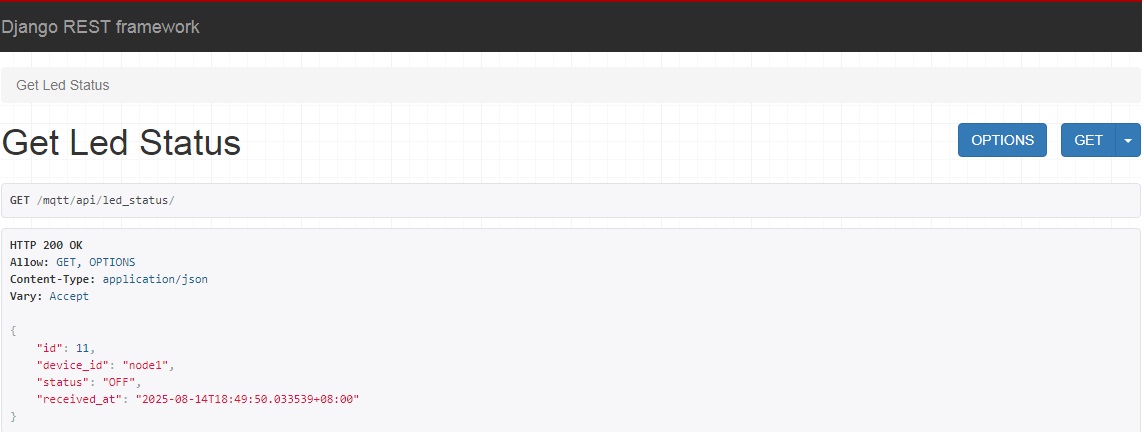 Django REST framework
Get Led Status
Get Led Status
OPTIONS
GET
GET /mqtt/api/led_status/
HTTP 200 OK
Allow: GET, OPTIONS
Content-Type: application/json
Vary: Accept
{
    "id": 11,
    "device_id": "node1",
    "status": "OFF",
    "received_at": "2025-08-14T18:49:50.033539+08:00"
}